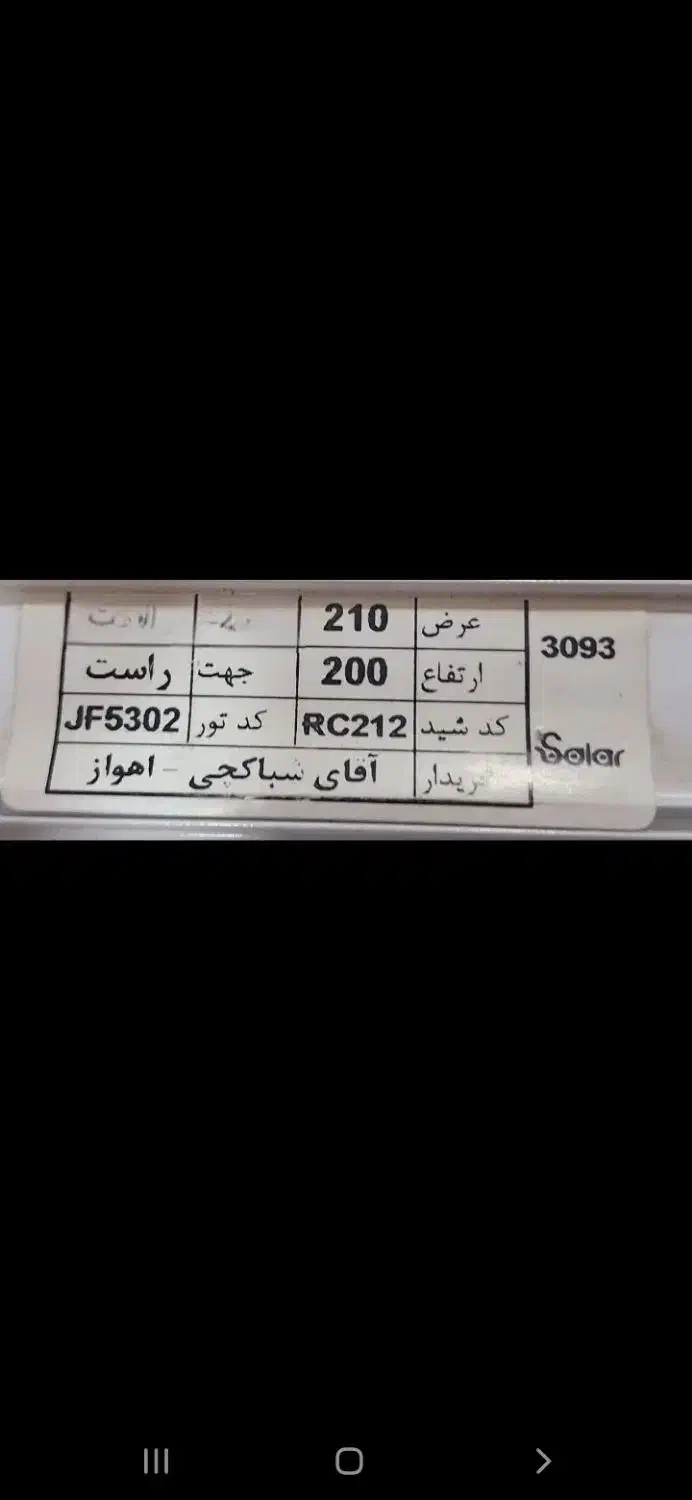 عرض 210
3093
ارتفاع 200 جهت راست
کد شید RC212 کد تور JF5302
Solar
آقای شباکچی - اهواز